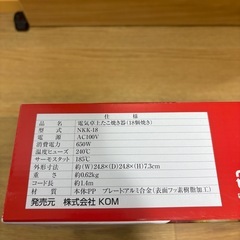 仕様
品名 電気卓上たこ焼き器(18個焼き)
型式 NKK-18
電源 AC100V
消費電力 650W
温度ヒューズ 240℃
サーモスタット 185℃
外形寸法 約(W)24.8×(D)24.8×(H)7.3cm
重さ 約0.62kg
コード長 約1.4m
材質 本体:PP プレート:アルミ合金(表面フッ素樹脂加工)
発売元 株式会社KOM